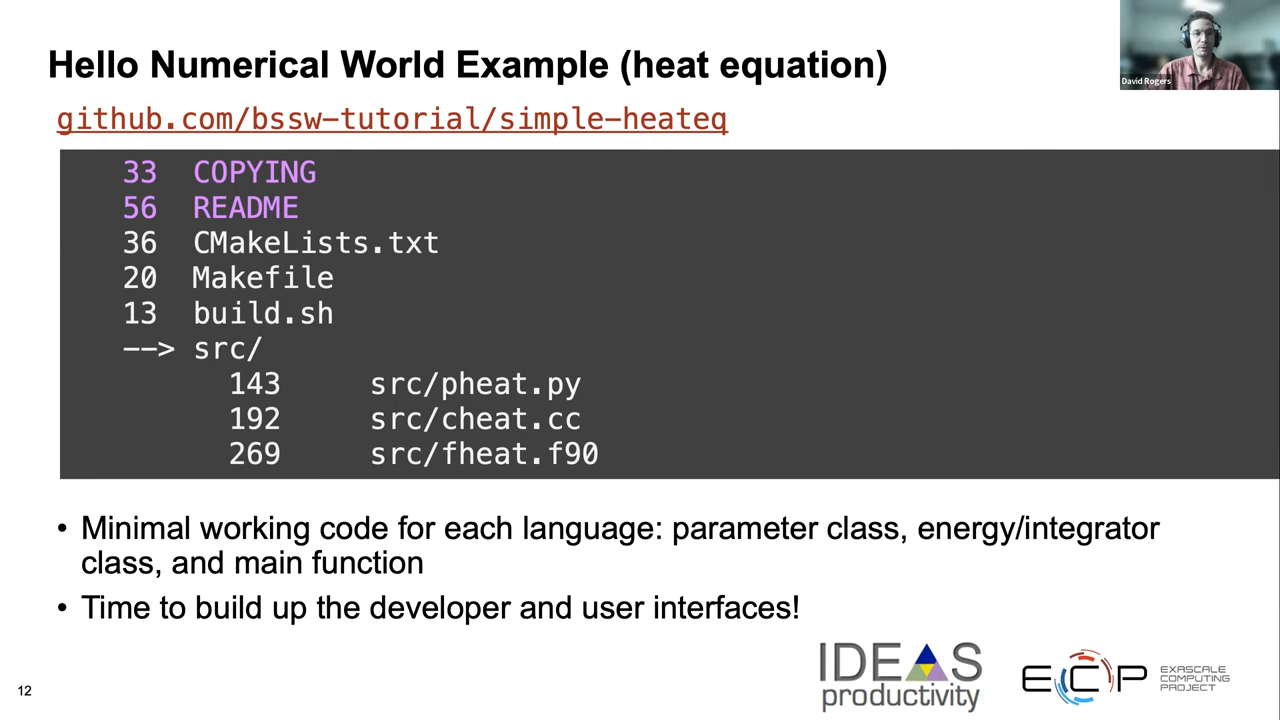 Hello Numerical World Example (heat equation)
David Rogers
github.com/bssw-tutorial/simple-heateq
33 COPYING
56 README
36 CMakeLists.txt
20 Makefile
13 build.sh
--> src/
143 src/pheat.py
192 src/cheat.cc
269 src/fheat.f90
• Minimal working code for each language: parameter class, energy/integrator
class, and main function
• Time to build up the developer and user interfaces!
12
IDEAS
productivity
ECP
EXASCALE
COMPUTING
PROJECT